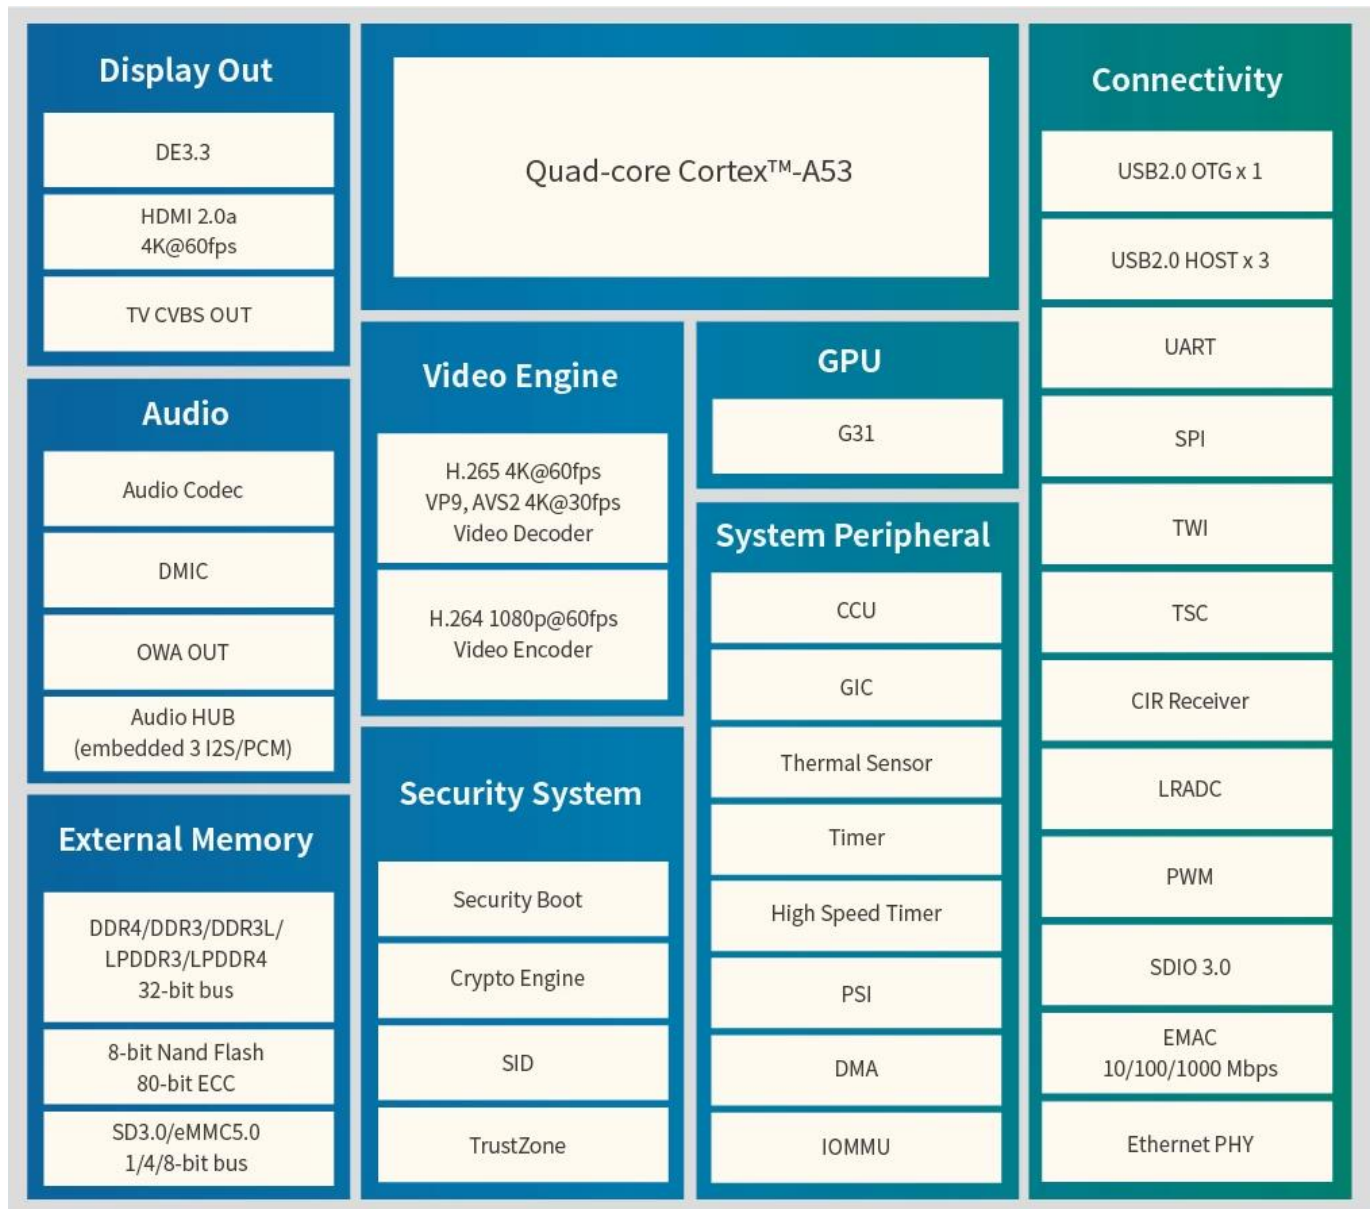 Display Out
DE3.3
HDMI 2.0a
4K@60fps
TV CVBS OUT
Audio
Audio Codec
DMIC
OWA OUT
Audio HUB
(embedded 3 I2S/PCM)
External Memory
DDR4/DDR3/DDR3L/
LPDDR3/LPDDR4
32-bit bus
8-bit Nand Flash
80-bit ECC
SD3.0/eMMC5.0
1/4/8-bit bus
Quad-core Cortex™-A53
Video Engine
H.265 4K@60fps
VP9, AVS2 4K@30fps
Video Decoder
H.264 1080p@60fps
Video Encoder
Security System
Security Boot
Crypto Engine
SID
TrustZone
GPU
G31
System Peripheral
CCU
GIC
Thermal Sensor
Timer
High Speed Timer
PSI
DMA
IOMMU
Connectivity
USB2.0 OTG x 1
USB2.0 HOST x 3
UART
SPI
TWI
TSC
CIR Receiver
LRADC
PWM
SDIO 3.0
EMAC
10/100/1000 Mbps
Ethernet PHY